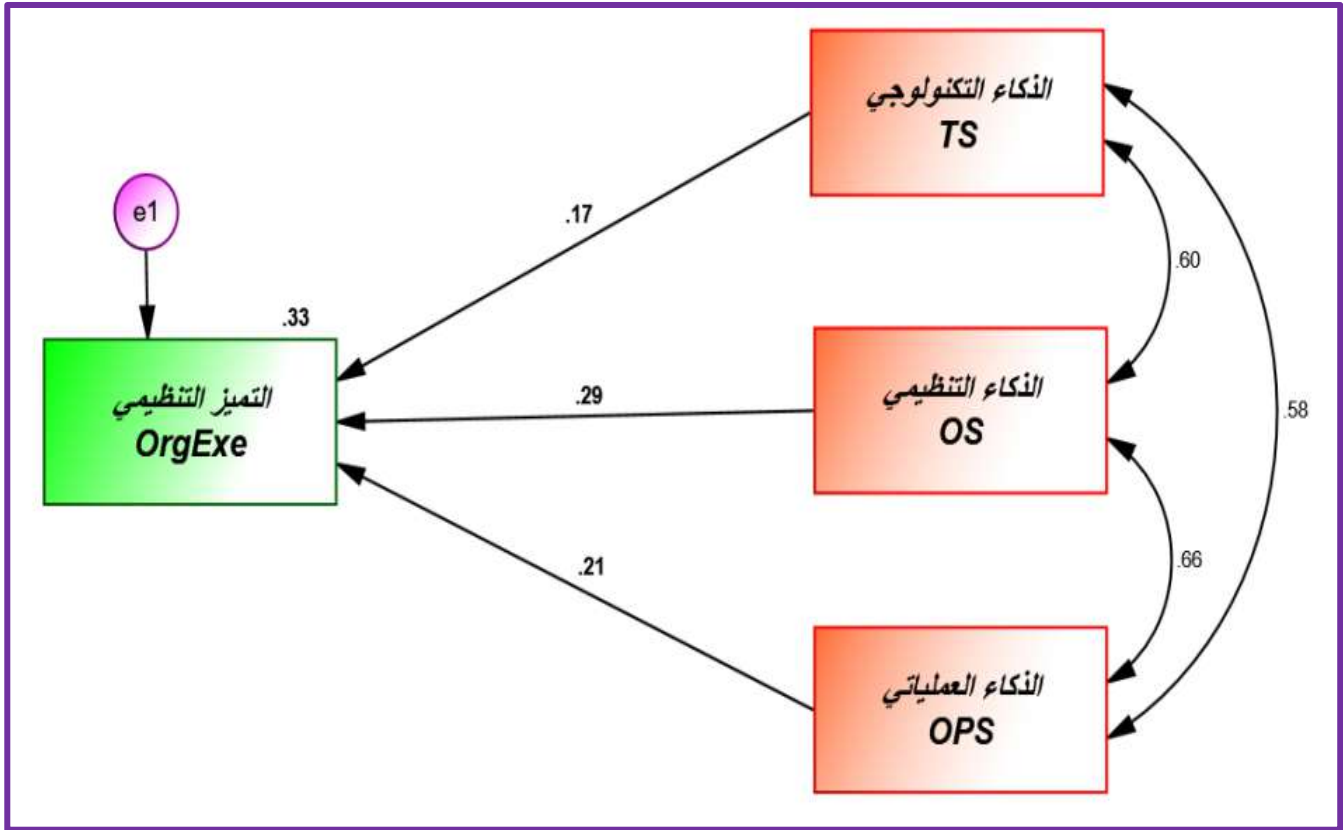 الذكاء التكنولوجي
TS
e1
.17
.60
.33
التميز التنظيمي
OrgExe
.29
الذكاء التنظيمي
OS
.58
.21
.66
الذكاء العملياتي
OPS